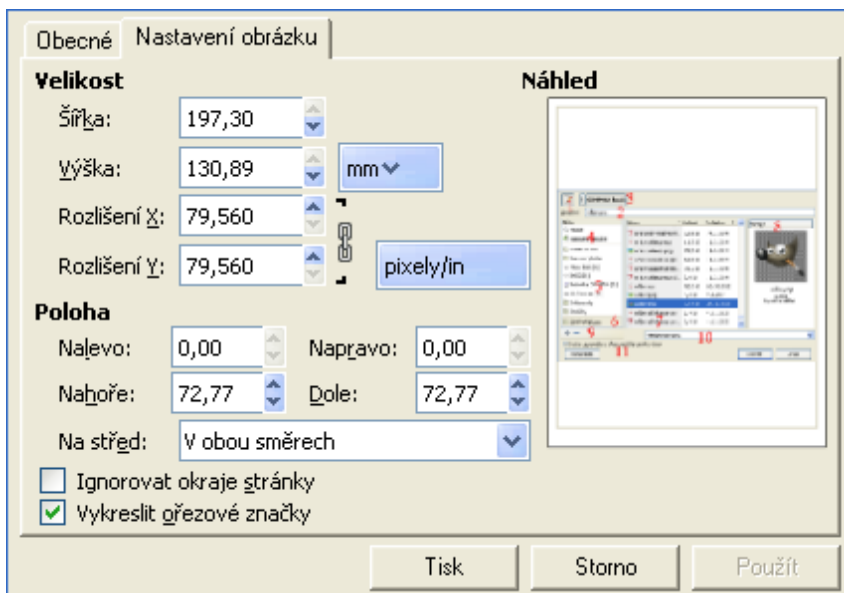 Obecné
Nastavení obrázku
Velikost
Náhled
Šířka:
197,30
Výška:
130,89
mm
Rozlišení X:
79,560
Rozlišení Y:
79,560
pixely/in
Poloha
Nalevo:
0,00
Napravo:
0,00
Nahoře:
72,77
Dole:
72,77
Na střed:
V obou směrech
Ignorovat okraje stránky
Vykreslit ořezové značky
Tisk
Storno
Použít